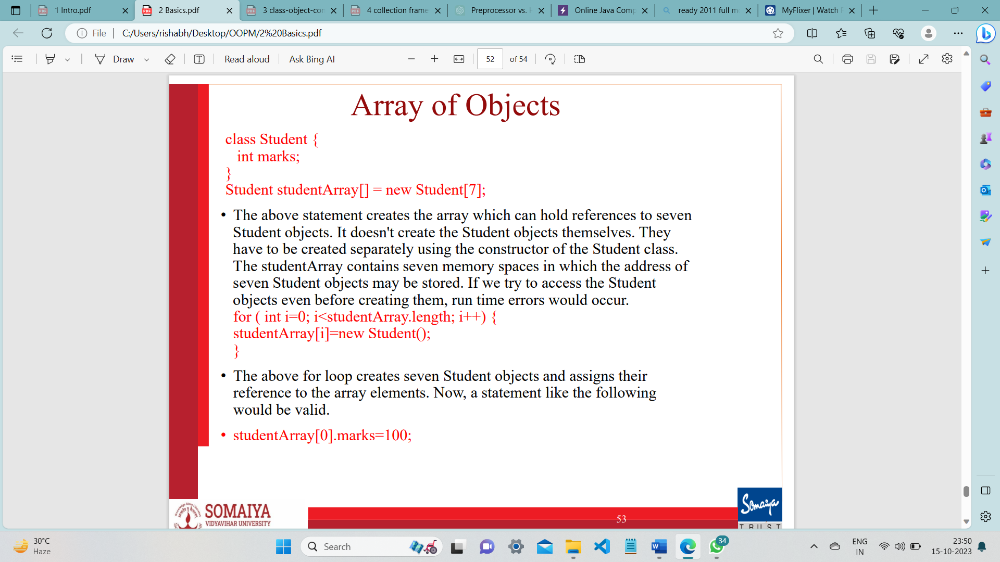 1 Intro.pdf
2 Basics.pdf
3 class-object-con
4 collection frame
Preprocessor vs. H
Online Java Comp
ready 2011 full m
MyFlixer | Watch F
File
C:/Users/rishabh/Desktop/OOPM/2%20Basics.pdf
Draw
Read aloud
Ask Bing AI
52
of 54
Array of Objects
class Student {
int marks;
}
Student studentArray[] = new Student[7];
• The above statement creates the array which can hold references to seven
Student objects. It doesn't create the Student objects themselves. They
have to be created separately using the constructor of the Student class.
The studentArray contains seven memory spaces in which the address of
seven Student objects may be stored. If we try to access the Student
objects even before creating them, run time errors would occur.
for ( int i=0; i<studentArray.length; i++) {
studentArray[i]=new Student();
}
• The above for loop creates seven Student objects and assigns their
reference to the array elements. Now, a statement like the following
would be valid.
• studentArray[0].marks=100;
SOMAIYA
VIDYAVIHAR UNIVERSITY
53
Somaiya
TRUST
30°C
Haze
Search
34
ENG
IN
23:50
15-10-2023